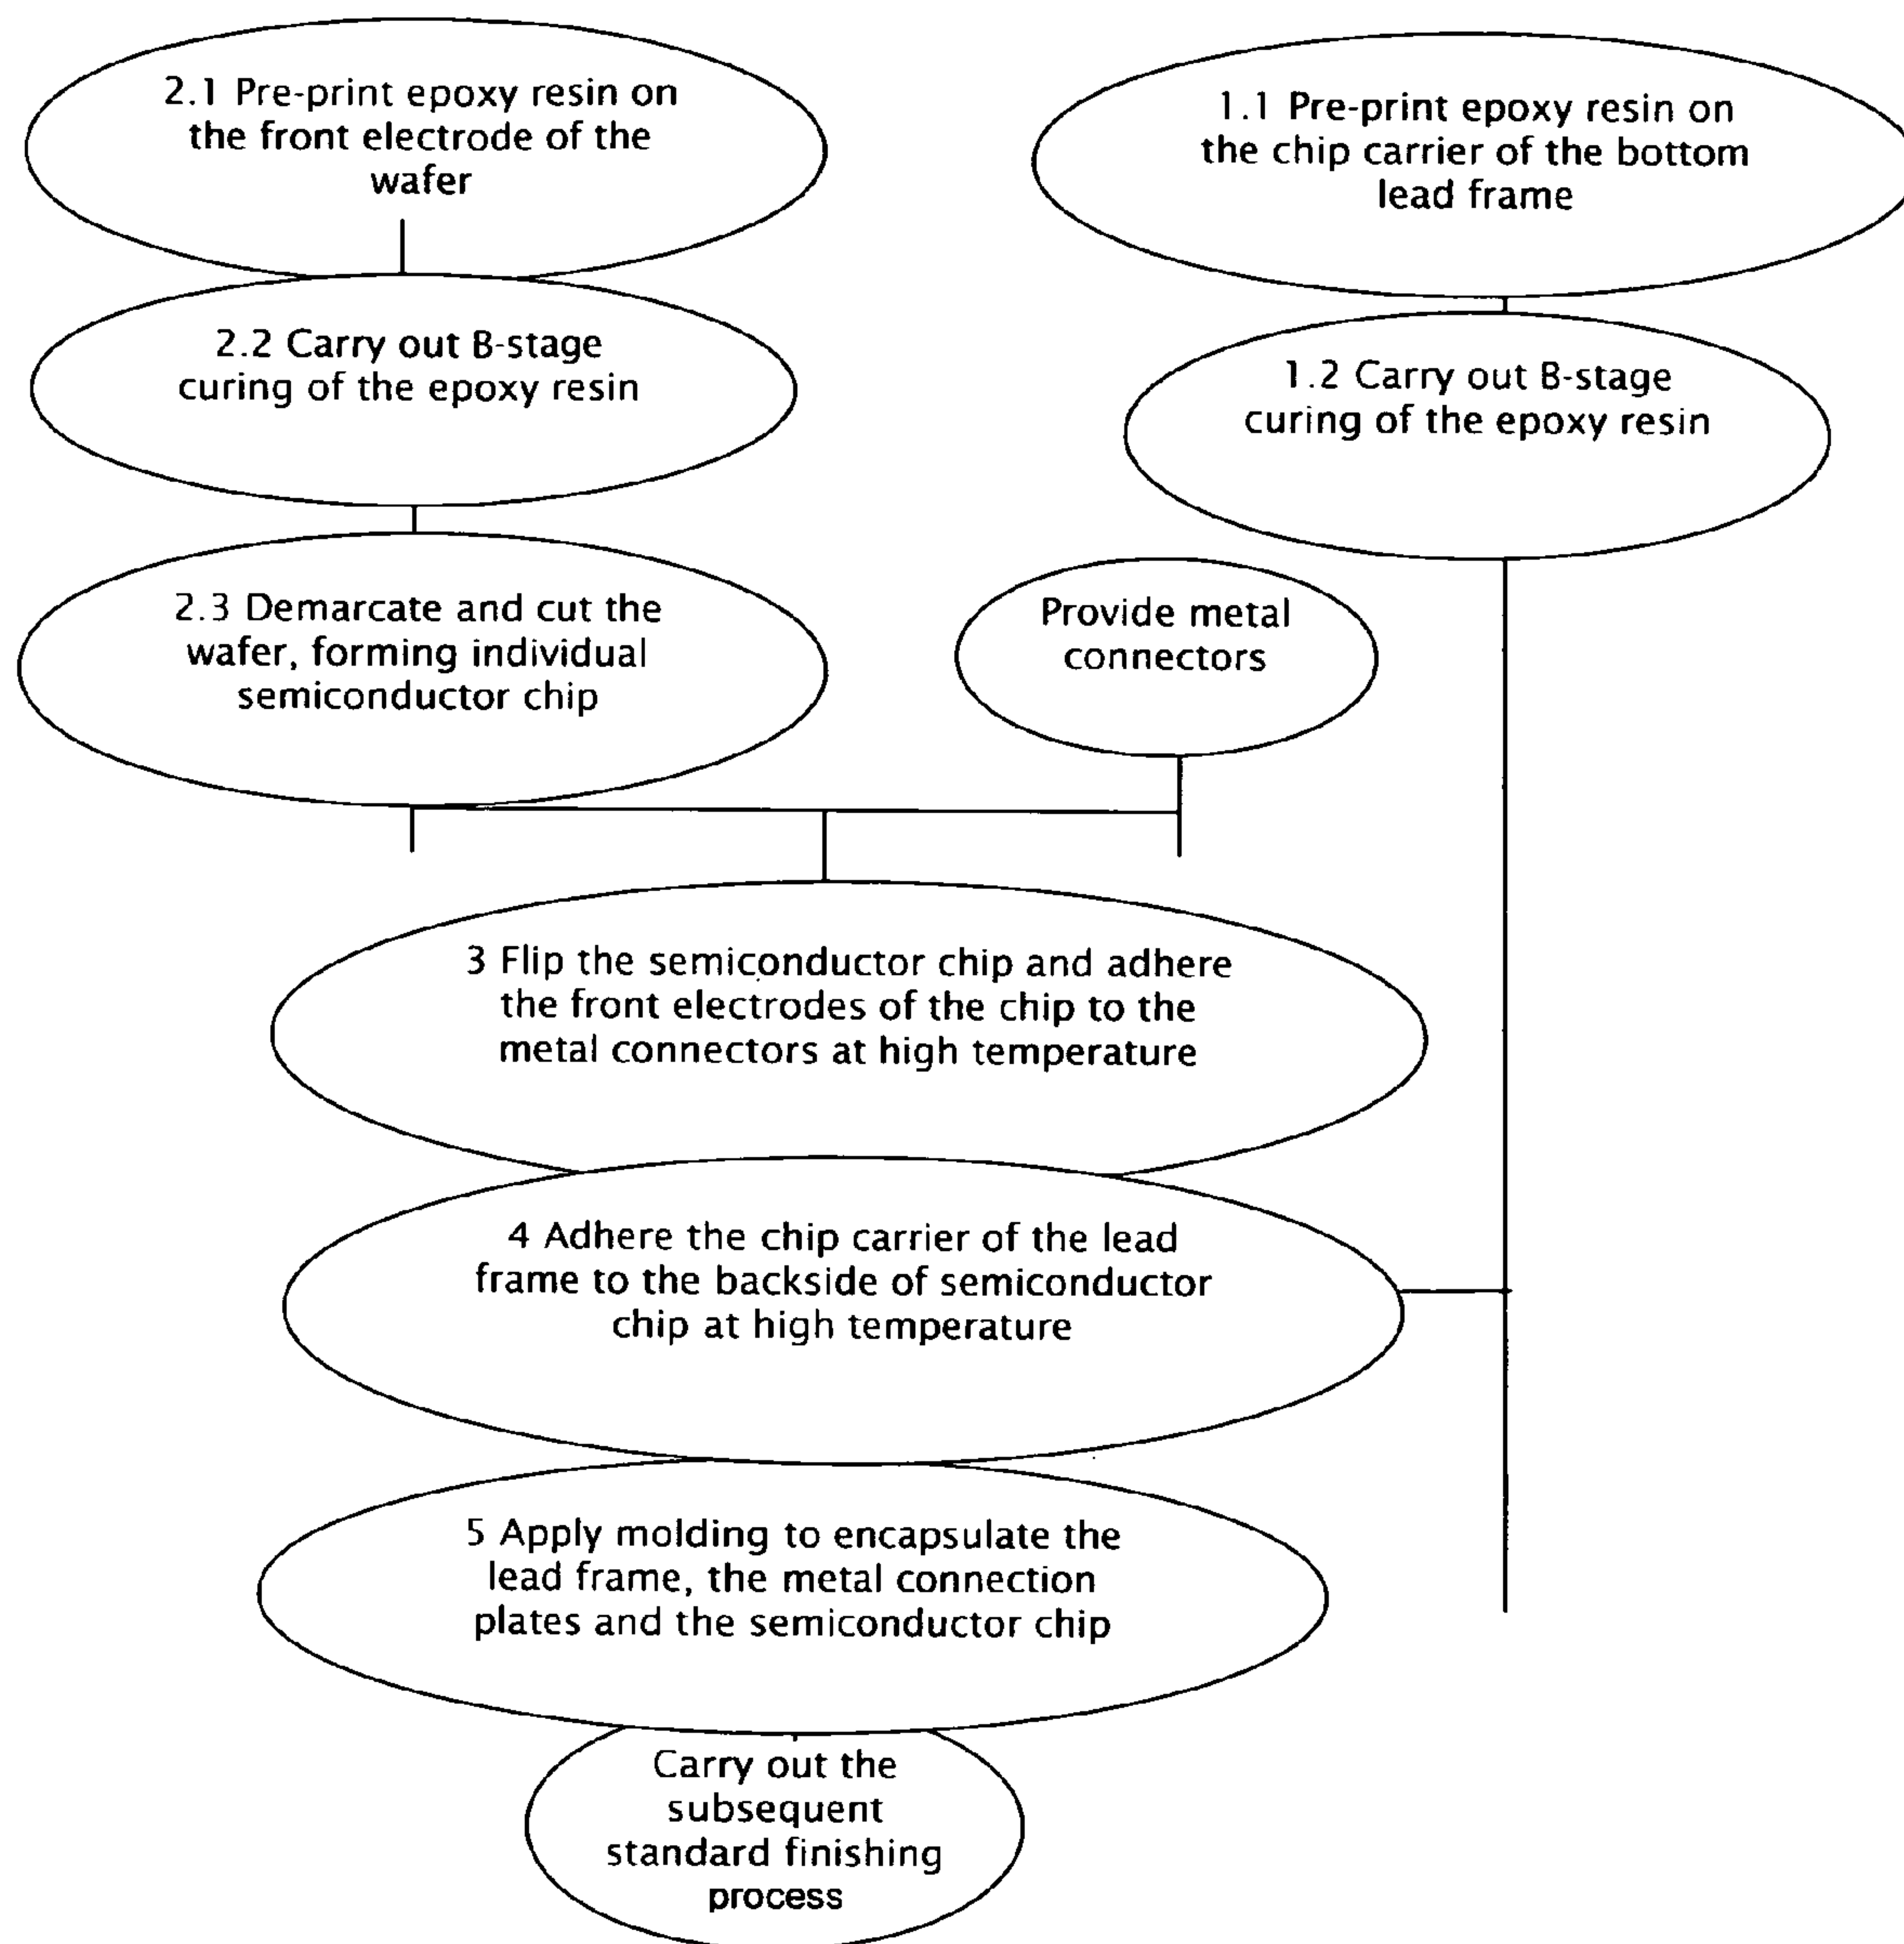 2.1 Pre-print epoxy resin on
the front electrode of the
wafer
1.1 Pre-print epoxy resin on
the chip carrier of the bottom
lead frame
2.2 Carry out B-stage
curing of the epoxy resin
1.2 Carry out B-stage
curing of the epoxy resin
2.3 Demarcate and cut the
wafer, forming individual
semiconductor chip
Provide metal
connectors
3 Flip the semiconductor chip and adhere
the front electrodes of the chip to the
metal connectors at high temperature
4 Adhere the chip carrier of the lead
frame to the backside of semiconductor
chip at high temperature
5 Apply molding to encapsulate the
lead frame, the metal connection
plates and the semiconductor chip
Carry out the
subsequent
standard finishing
process